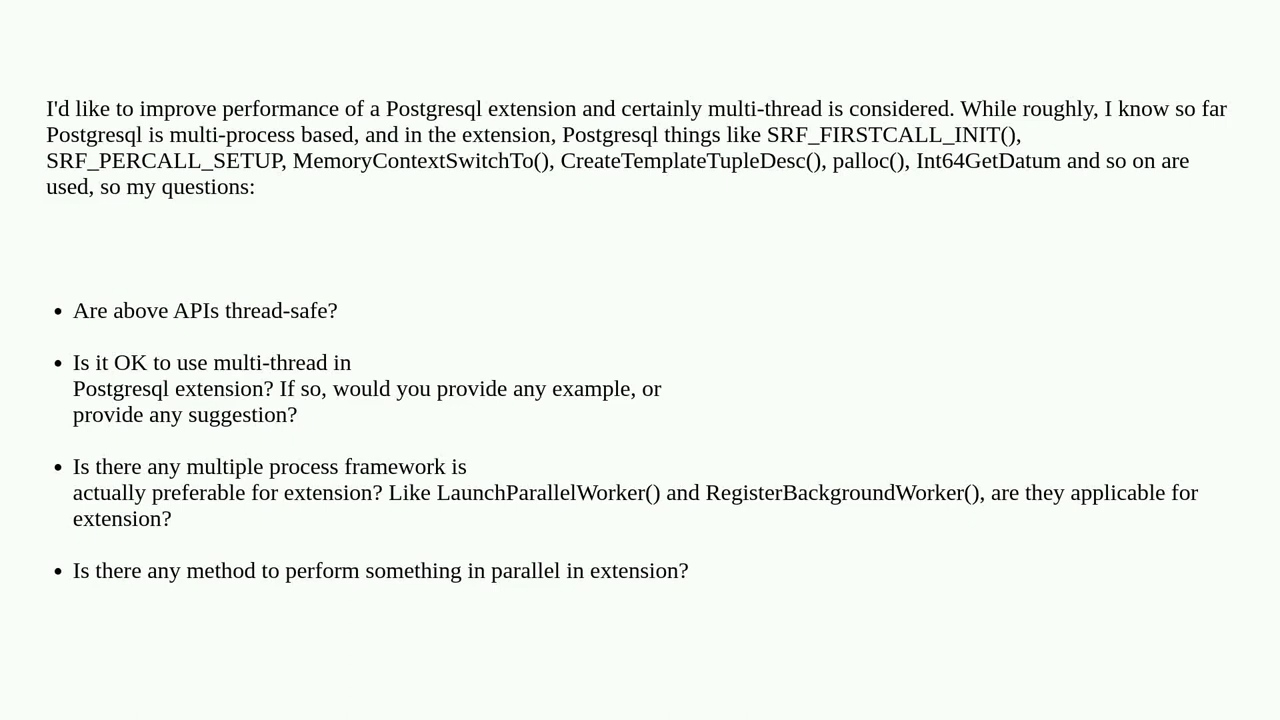 I'd like to improve performance of a Postgresql extension and certainly multi-thread is considered. While roughly, I know so far
Postgresql is multi-process based, and in the extension, Postgresql things like SRF_FIRSTCALL_INIT(),
SRF_PERCALL_SETUP, MemoryContextSwitchTo(), CreateTemplateTupleDesc(), palloc(), Int64GetDatum and so on are
used, so my questions:
• Are above APIs thread-safe?
• Is it OK to use multi-thread in
Postgresql extension? If so, would you provide any example, or
provide any suggestion?
• Is there any multiple process framework is
actually preferable for extension? Like LaunchParallelWorker() and RegisterBackgroundWorker(), are they applicable for
extension?
• Is there any method to perform something in parallel in extension?